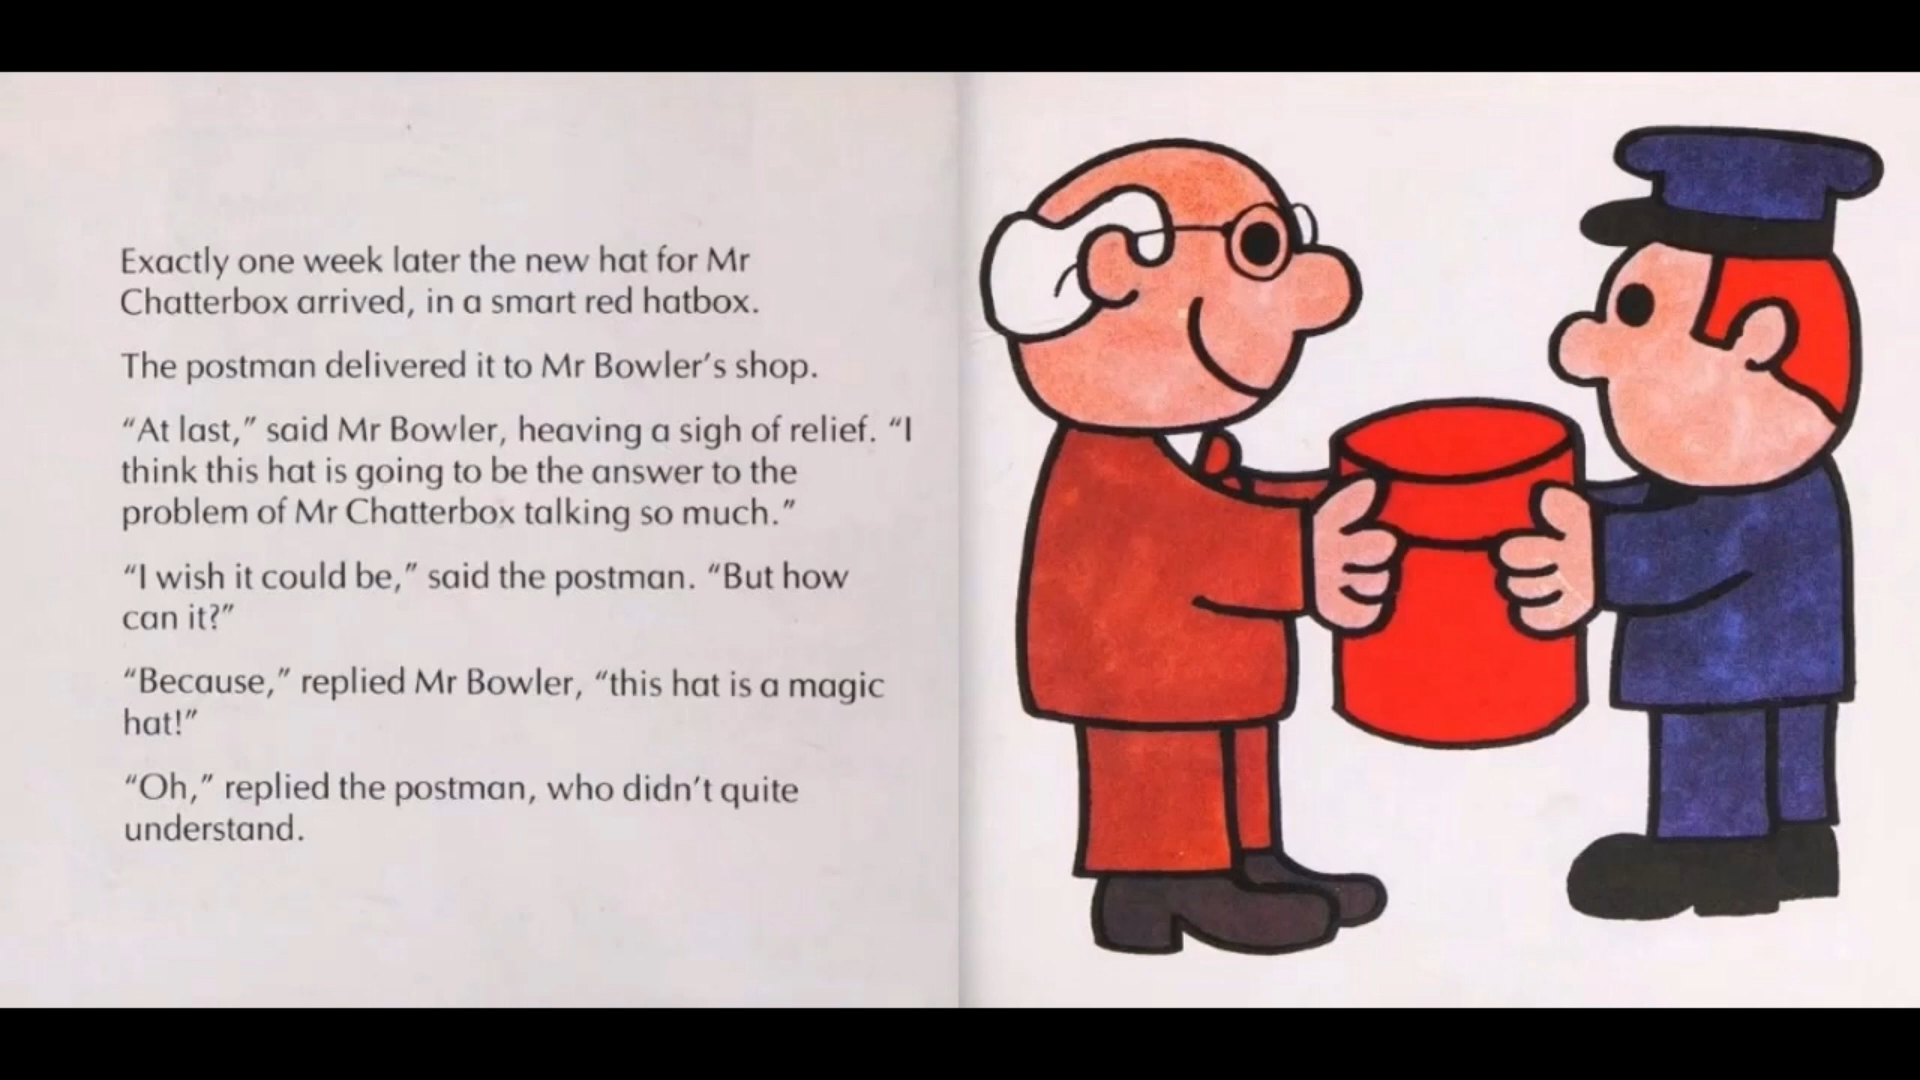 Exactly one week later the new hat for Mr
Chatterbox arrived, in a smart red hatbox.
The postman delivered it to Mr Bowler’s shop.
“At last,” said Mr Bowler, heaving a sigh of relief. “I
think this hat is going to be the answer to the
problem of Mr Chatterbox talking so much.”
“I wish it could be,” said the postman. “But how
can it?”
“Because,” replied Mr Bowler, “this hat is a magic
hat!”
“Oh,” replied the postman, who didn’t quite
understand.